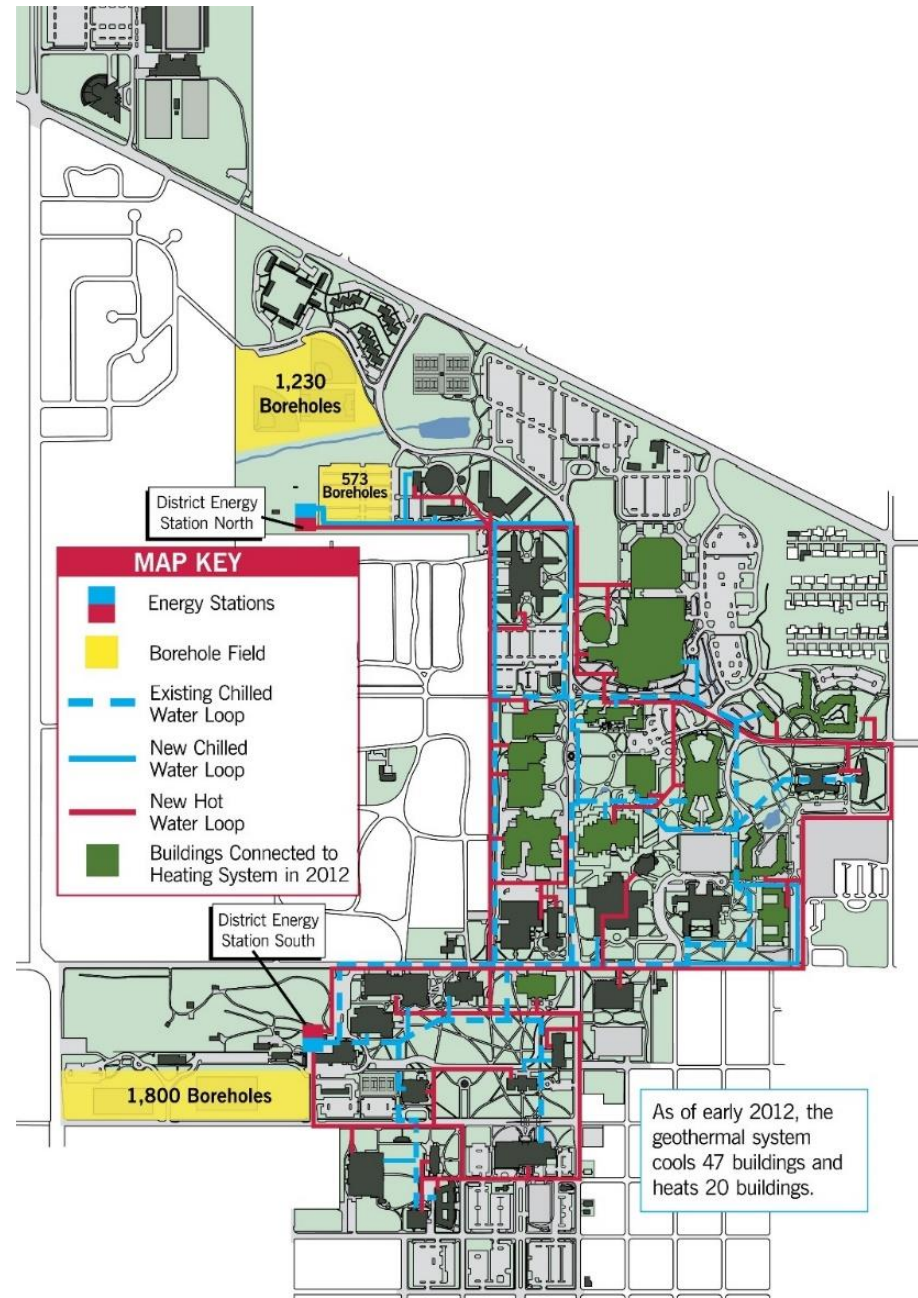 1,230
Boreholes
573
Boreholes
District Energy
Station North
MAP KEY
Energy Stations
Borehole Field
Existing Chilled
Water Loop
New Chilled
Water Loop
New Hot
Water Loop
Buildings Connected to
Heating System in 2012
District Energy
Station South
1,800 Boreholes
As of early 2012, the
geothermal system
cools 47 buildings and
heats 20 buildings.